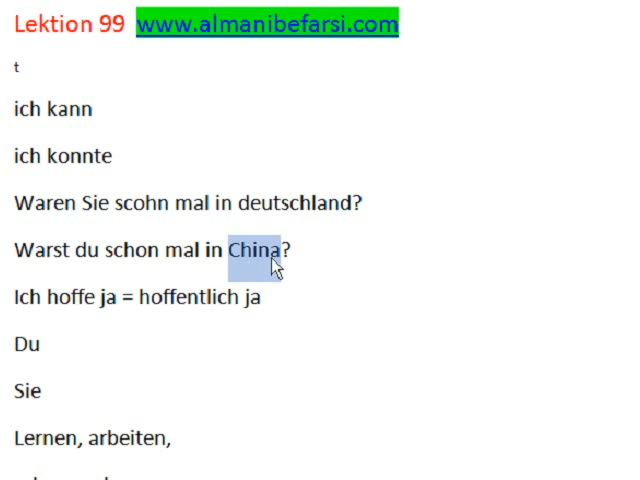 Lektion 99 www.almanibefarsi.com
t
ich kann
ich konnte
Waren Sie scohn mal in deutschland?
Warst du schon mal in China?
Ich hoffe ja = hoffentlich ja
Du
Sie
Lernen, arbeiten,